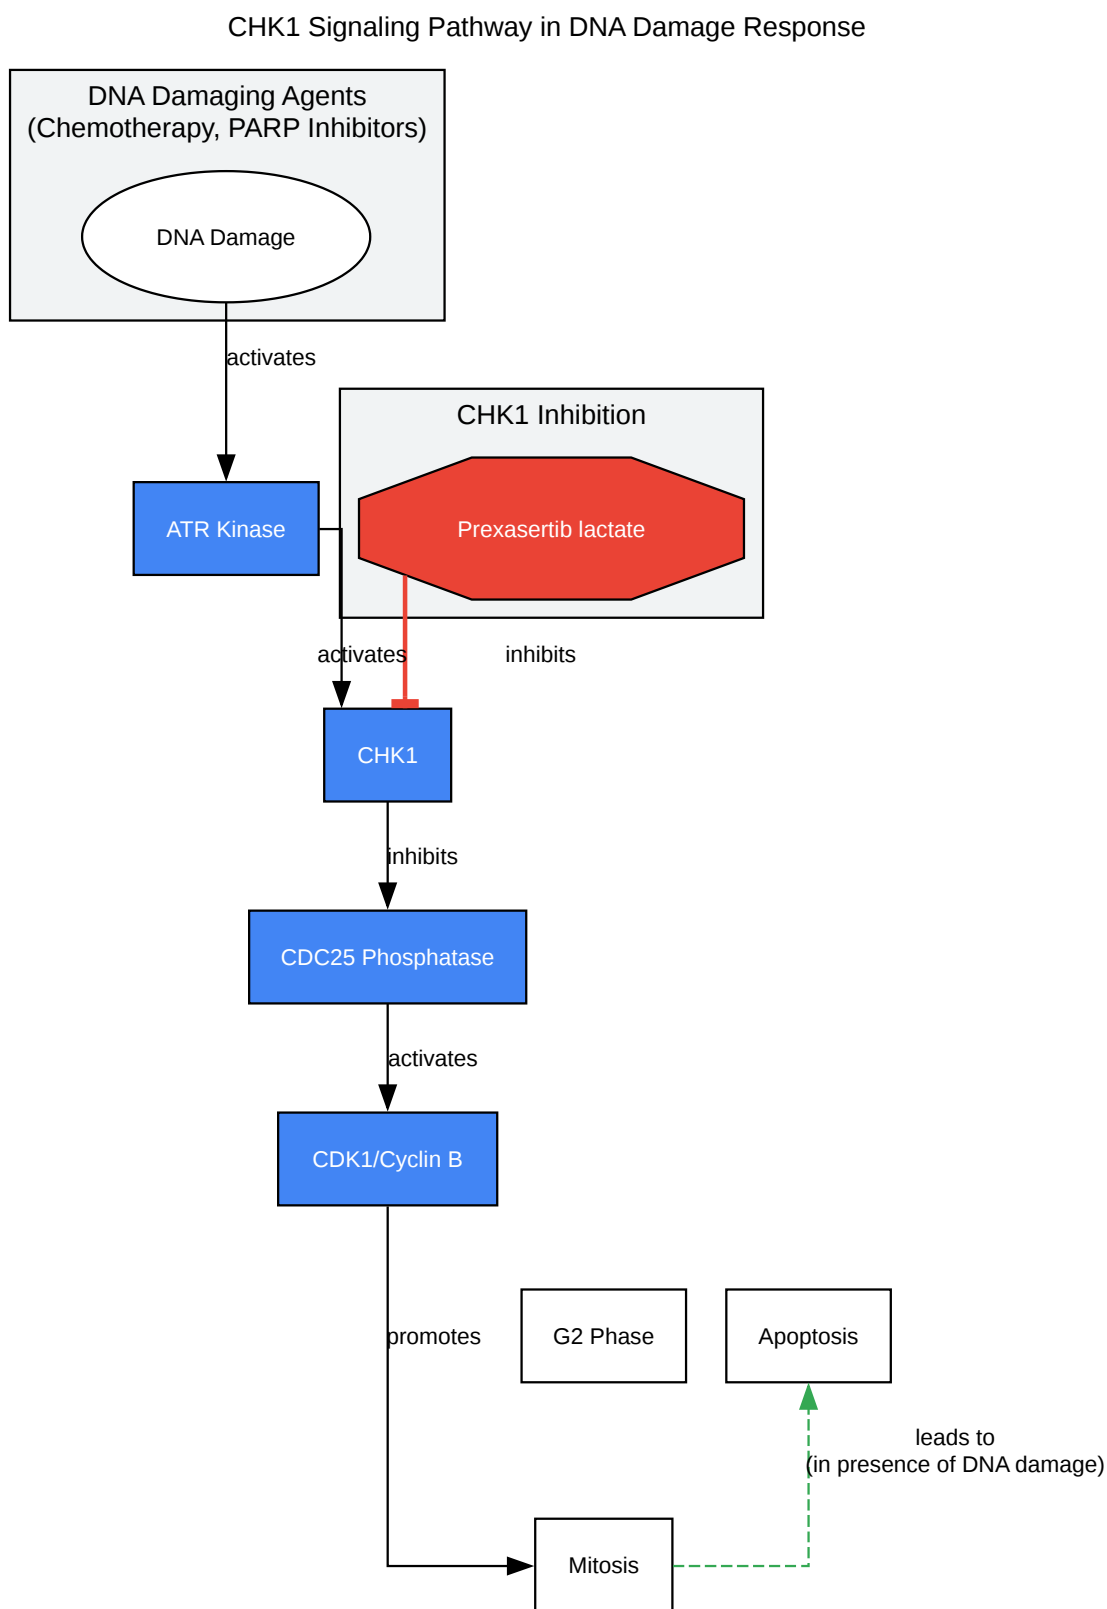 CHK1 Signaling Pathway in DNA Damage Response
DNA Damaging Agents
(Chemotherapy, PARP Inhibitors)
DNA Damage
activates
CHK1 Inhibition
ATR Kinase
Prexasertib lactate
activates
inhibits
CHK1
inhibits
CDC25 Phosphatase
activates
CDK1/Cyclin B
promotes
G2 Phase
Apoptosis
leads to
(in presence of DNA damage)
Mitosis